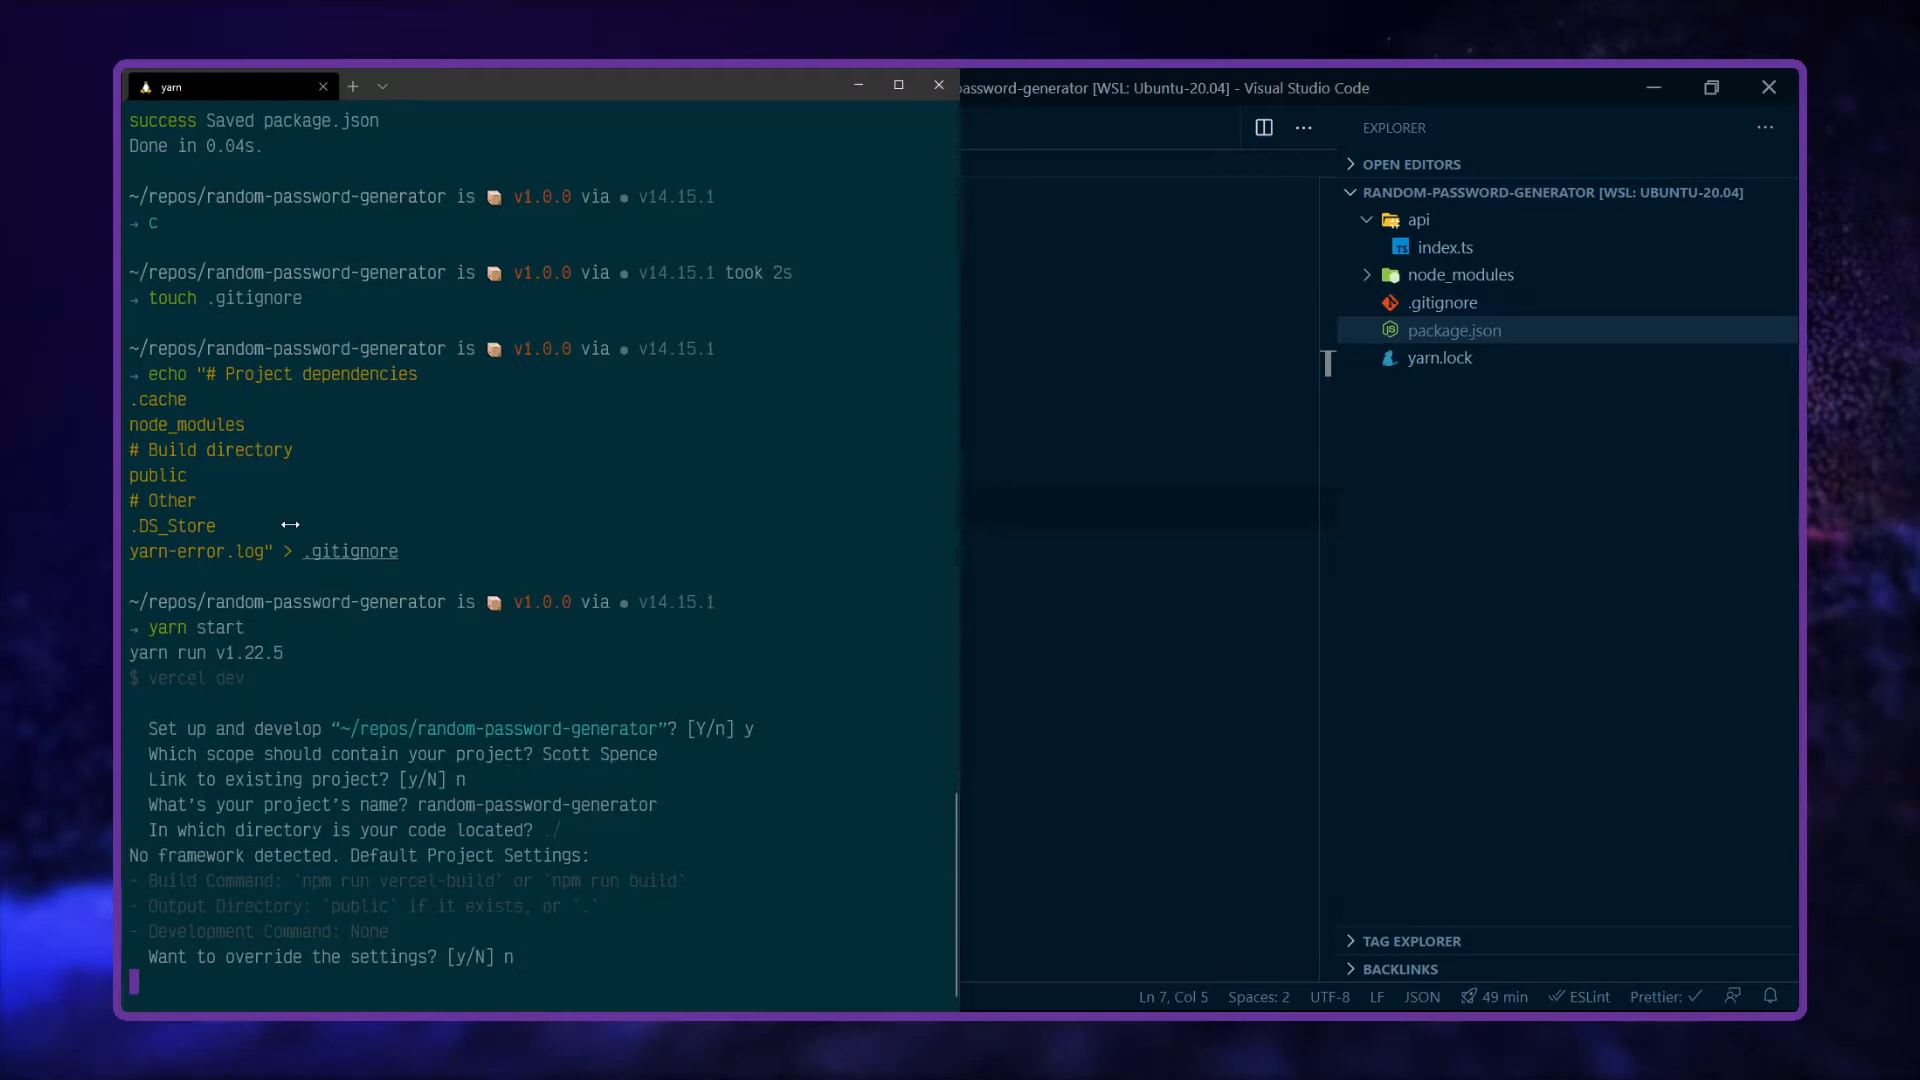 yarn
success Saved package.json
Done in 0.04s.
~/repos/random-password-generator is v1.0.0 via v14.15.1
→ c
~/repos/random-password-generator is v1.0.0 via v14.15.1 took 2s
→ touch .gitignore
~/repos/random-password-generator is v1.0.0 via v14.15.1
→ echo "# Project dependencies
.cache
node_modules
# Build directory
public
# Other
.DS_Store
yarn-error.log" > .gitignore
~/repos/random-password-generator is v1.0.0 via v14.15.1
→ yarn start
yarn run v1.22.5
$ vercel dev
Set up and develop “~/repos/random-password-generator”? [Y/n] y
Which scope should contain your project? Scott Spence
Link to existing project? [y/N] n
What’s your project’s name? random-password-generator
In which directory is your code located? ./
No framework detected. Default Project Settings:
- Build Command: `npm run vercel-build` or `npm run build`
- Output Directory: `public` if it exists, or `.`
- Development Command: None
Want to override the settings? [y/N] n
assword-generator [WSL: Ubuntu-20.04] - Visual Studio Code
EXPLORER
OPEN EDITORS
RANDOM-PASSWORD-GENERATOR [WSL: UBUNTU-20.04]
api
TS index.ts
node_modules
.gitignore
JS package.json
yarn.lock
TAG EXPLORER
BACKLINKS
Ln 7, Col 5 Spaces: 2 UTF-8 LF JSON 49 min ESLint Prettier: ✓